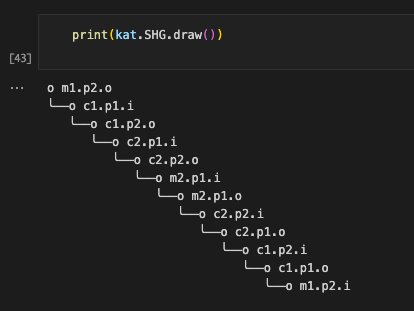 print(kat.SHG.draw())
[43]
... o m1.p2.o
╰──o c1.p1.i
╰──o c1.p2.o
╰──o c2.p1.i
╰──o c2.p2.o
╰──o m2.p1.i
╰──o m2.p1.o
╰──o c2.p2.i
╰──o c2.p1.o
╰──o c1.p2.i
╰──o c1.p1.o
╰──o m1.p2.i